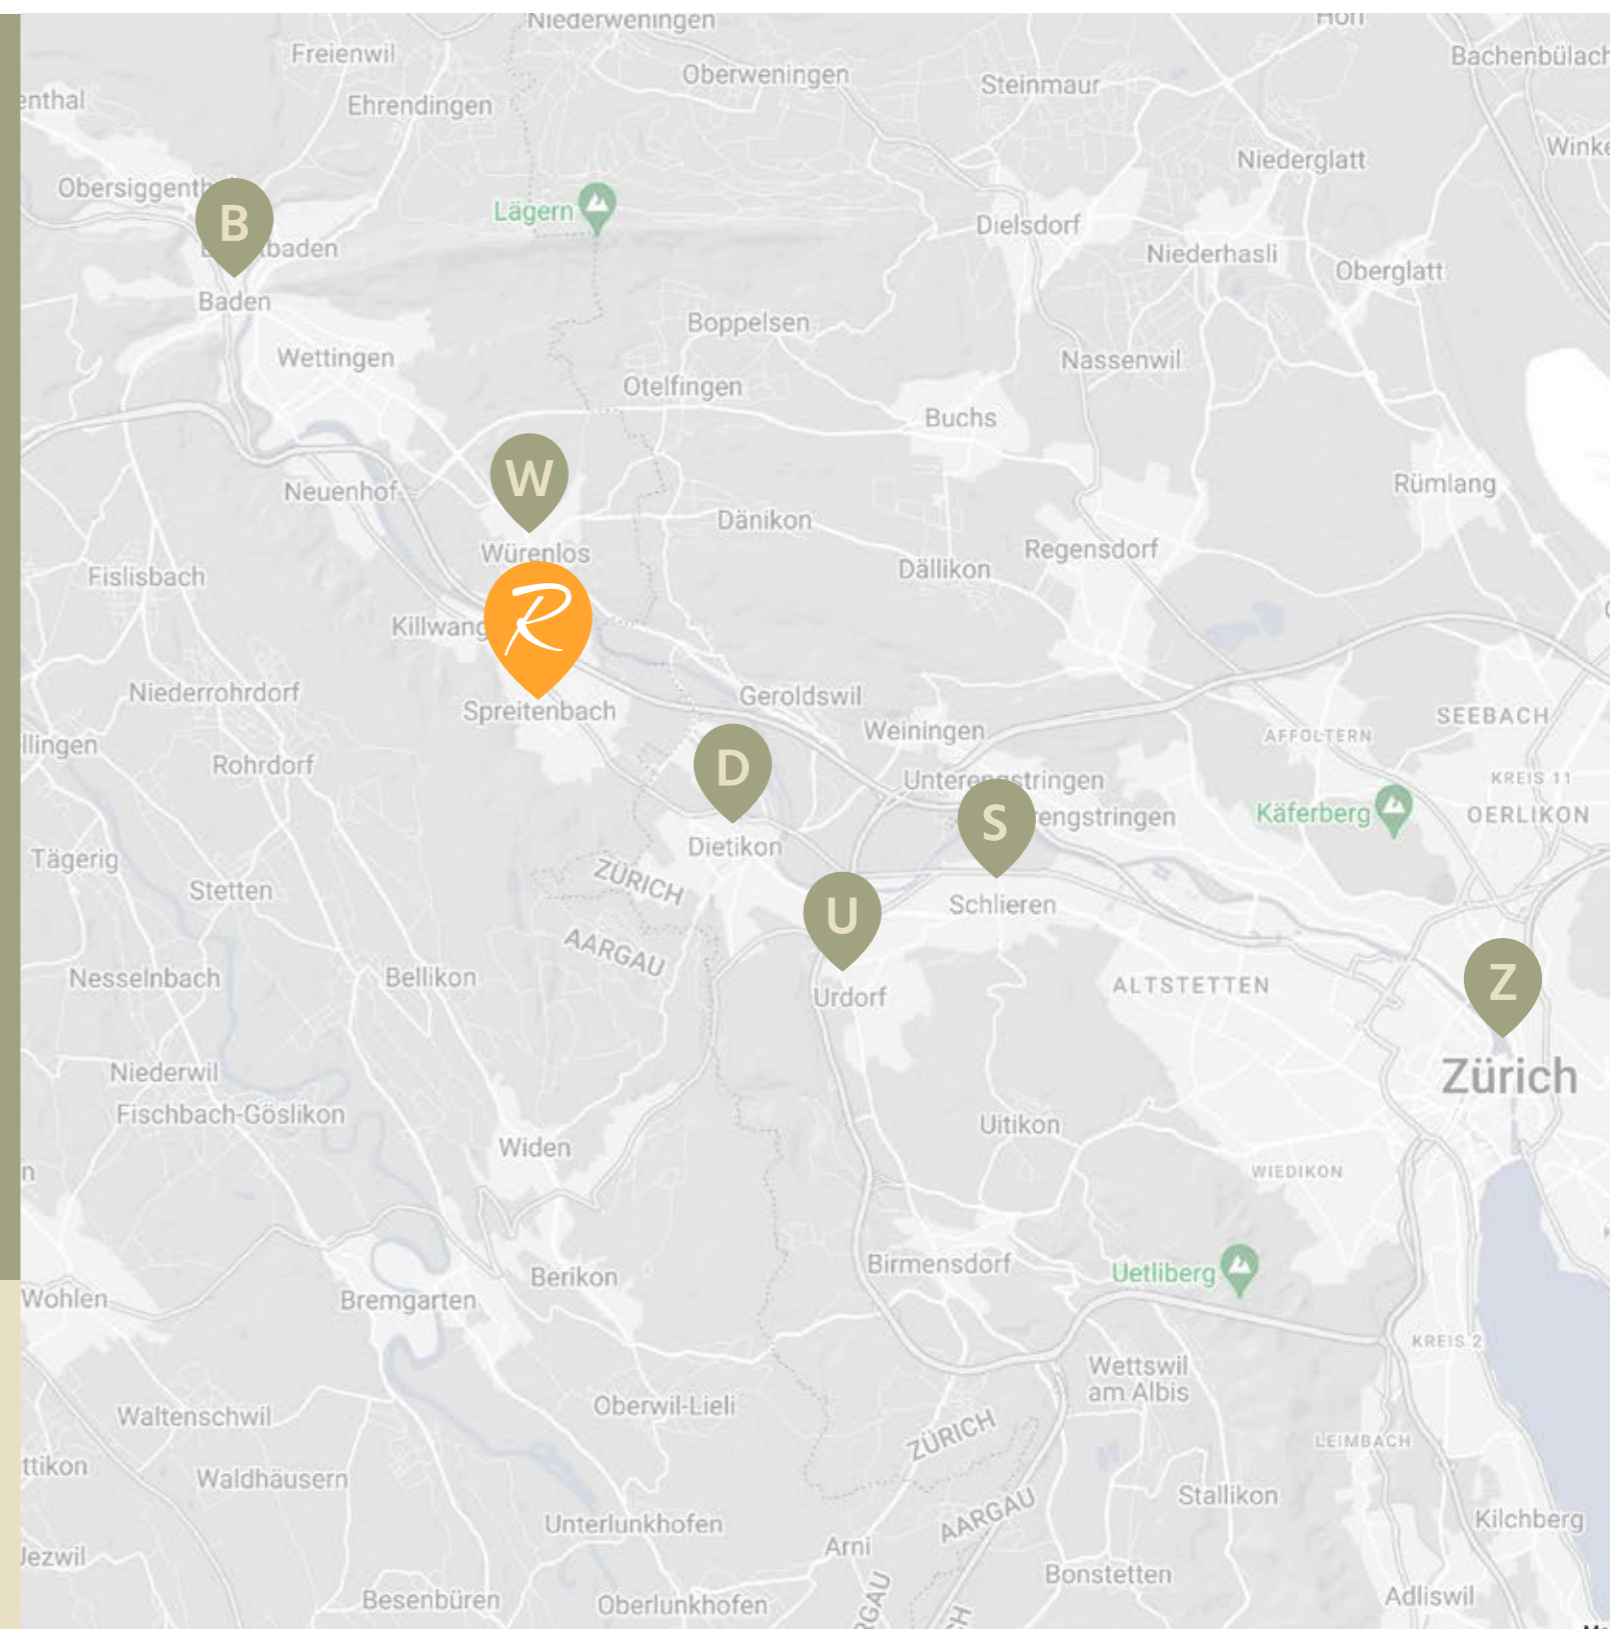 Niederweningen
Freienwil
Bachenbülach
Oberweningen
Steinmaur
Ehrendingen
Niederglatt
B
Lägern
Dielsdorf
baden
Niederhasli
Oberglatt
Baden
Boppelsen
Wettingen
Nassenwil
Otelfingen
Buchs
W
Neuenhof
Rümlang
Dänikon
Würenlos
Regensdorf
Dällikon
Fislisbach
R
Killwang
Niederrohrdorf
Geroldswil
Spreitenbach
SEEBACH
Weiningen
AFFOLTERN
llingen
Rohrdorf
D
Unterengstringen
KREIS 11
S
rengstringen
Käferberg
OERLIKON
Dietikon
Tägerig
ZÜRICH
Stetten
Schlieren
U
AARGAU
Nesselnbach
Bellikon
ALTSTETTEN
Z
Urdorf
Niederwil
Zürich
Fischbach-Göslikon
Uitikon
Widen
WIEDIKON
n
Birmensdorf
Uetliberg
Berikon
Wohlen
Bremgarten
KREIS 2
Wettswil
am Albis
Oberwil-Lieli
Waltenschwil
ZÜRICH
LEIMBACH
ttikon
Waldhäusern
Stallikon
AARGAU
Kilchberg
Unterlunkhofen
Arni
Bonstetten
Adliswil
Besenbüren
Oberlunkhofen